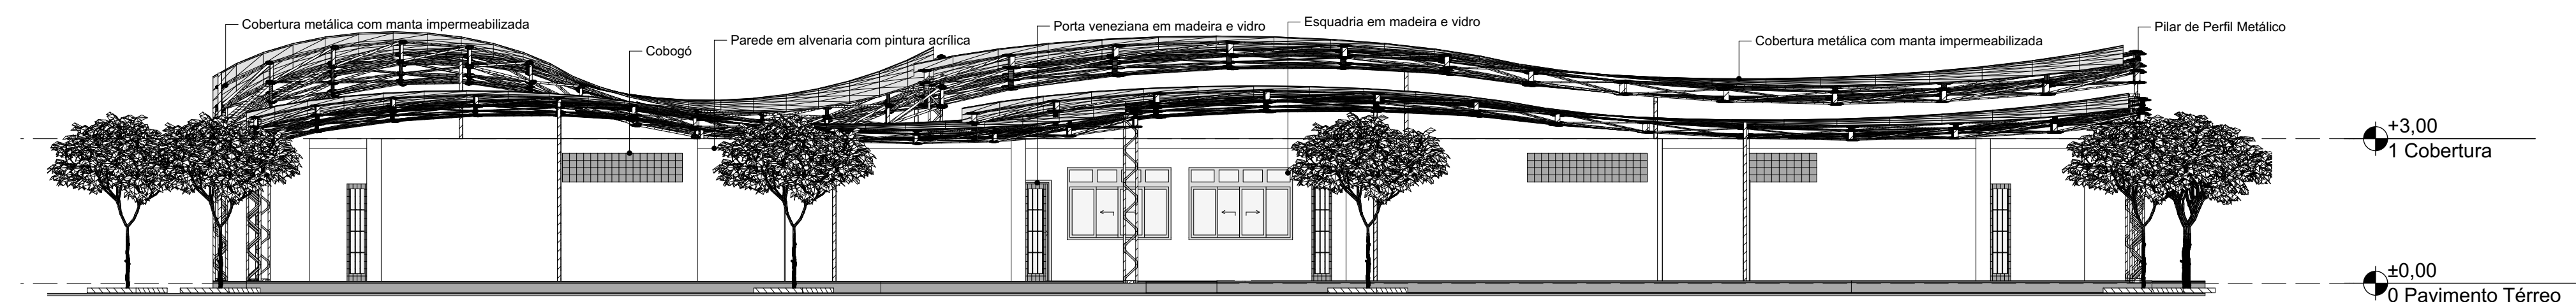 Cobertura metálica com manta impermeabilizada
Cobogó
Parede em alvenaria com pintura acrílica
Porta veneziana em madeira e vidro
Esquadria em madeira e vidro
Cobertura metálica com manta impermeabilizada
Pilar de Perfil Metálico
+3,00
1 Cobertura
±0,00
0 Pavimento Térreo